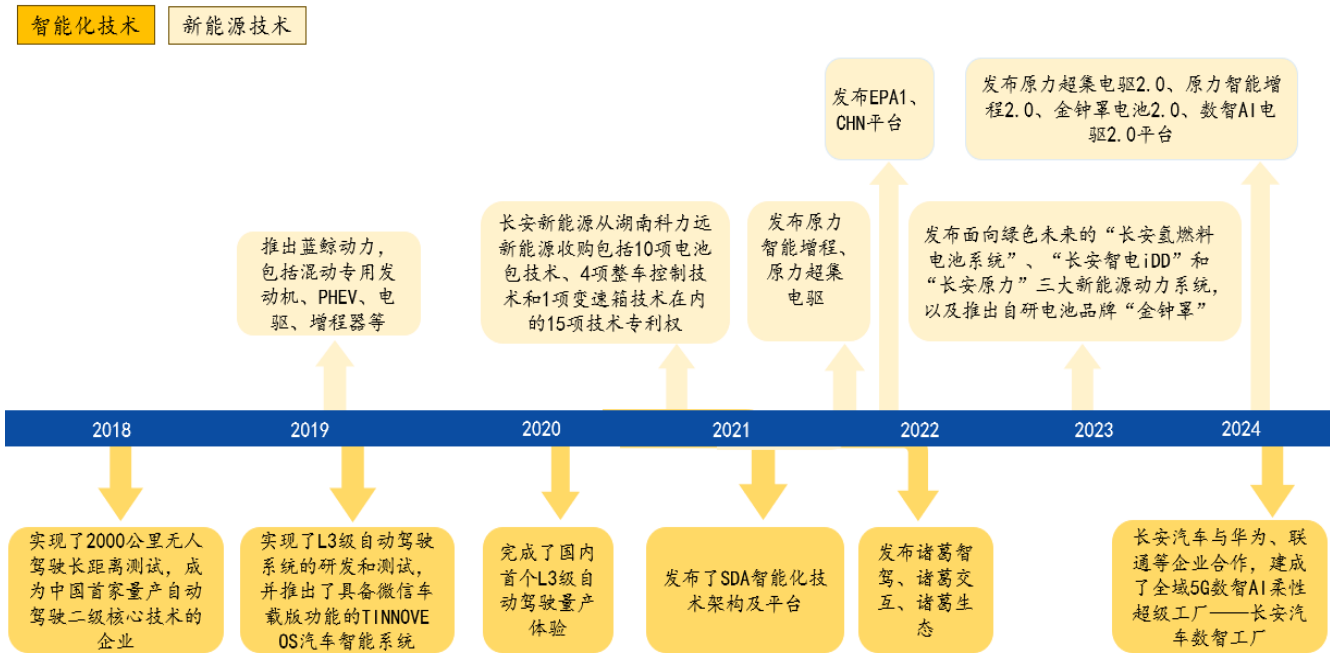 智能化技术
新能源技术
发布EPA1、
CHN平台
发布原力超集电驱2.0、原力智能增
程2.0、金钟罩电池2.0、数智AI电
驱2.0平台
推出蓝鲸动力,
包括混动专用发
动机、PHEV、电
驱、增程器等
长安新能源从湖南科力远
新能源收购包括10项电池
包技术、4项整车控制技
术和1项变速箱技术在内
的15项技术专利权
发布原力
智能增程、
原力超集
电驱
发布面向绿色未来的“长安氢燃料
电池系统”、“长安智电iDD”和
“长安原力”三大新能源动力系统,
以及推出自研电池品牌“金钟罩”
2018
2019
2020
2021
2022
2023
2024
实现了2000公里无人
驾驶长距离测试，成
为中国首家量产自动
驾驶二级核心技术的
企业
实现了L3级自动驾驶
系统的研发和测试,
并推出了具备微信车
载版功能的TINNOVE
OS汽车智能系统
完成了国内
首个L3级自
动驾驶量产
体验
发布了SDA智能化技
术架构及平台
发布诸葛智
驾、诸葛交
互、诸葛生
态
长安汽车与华为、联
通等企业合作，建成
了全域5G数智AI柔性
超级工厂——长安汽
车数智工厂